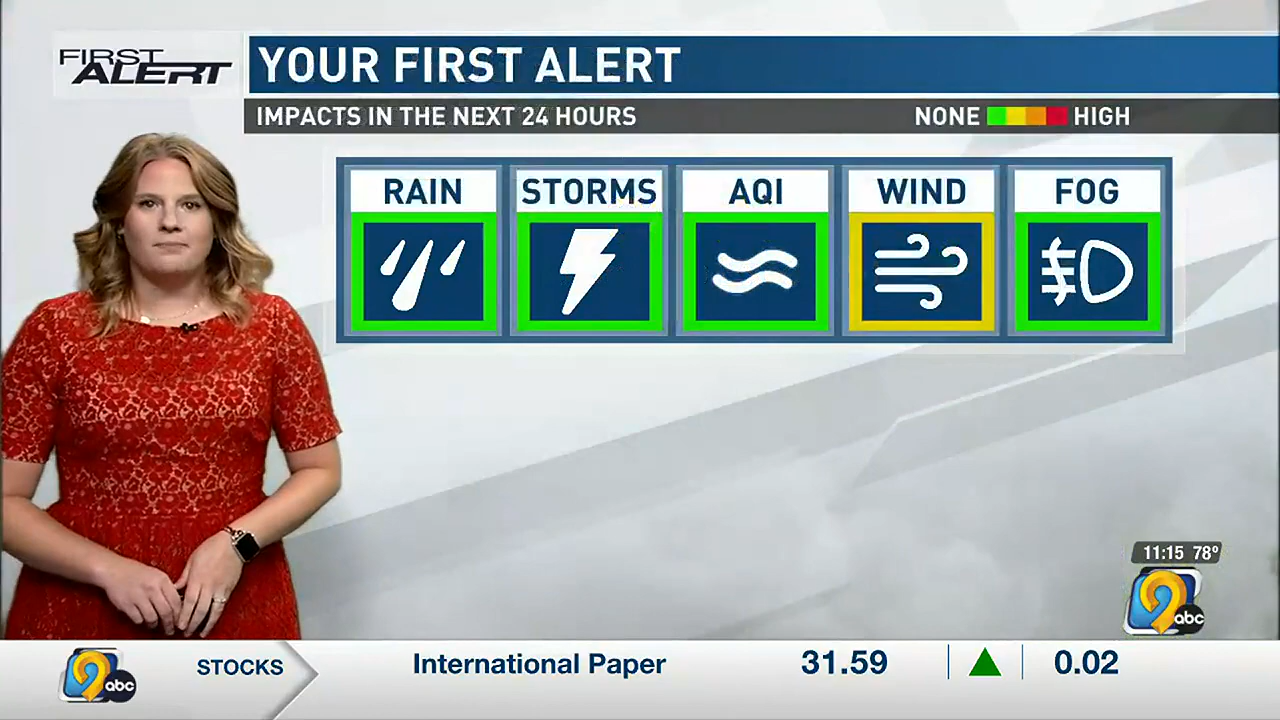 FIRST
ALERT
YOUR FIRST ALERT
IMPACTS IN THE NEXT 24 HOURS
NONE HIGH
RAIN STORMS AQI WIND FOG
11:15 78°
9 abc
9 abc STOCKS International Paper 31.59 0.02